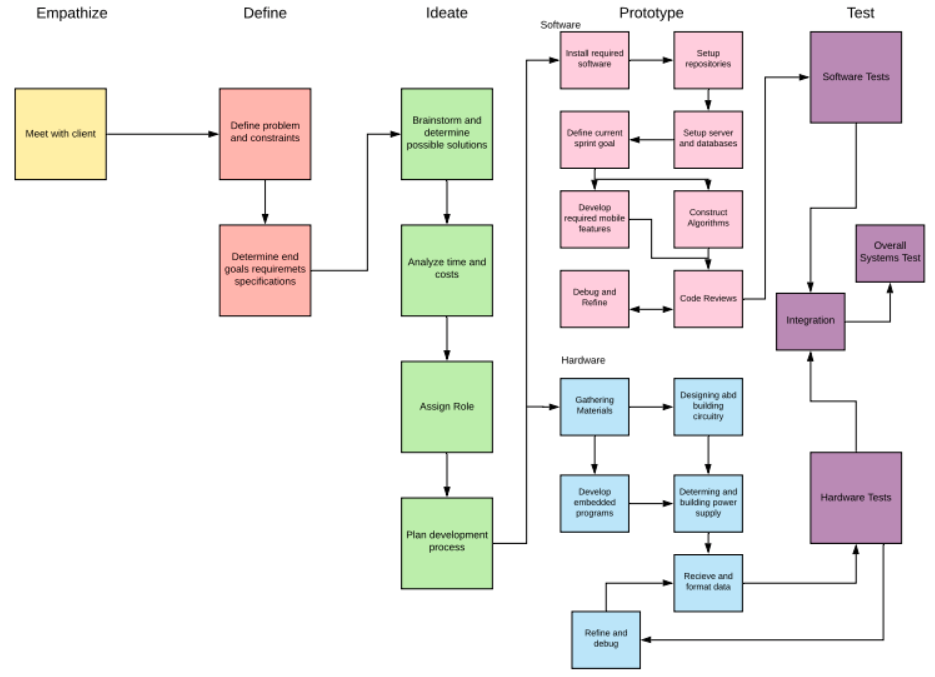 Empathize
Define
Ideate
Prototype
Test
Software
Meet with client
Define problem
and constraints
Determine end
goals requiremets
specifications
Brainstorm and
determine
possible solutions
Analyze time and
costs
Assign Role
Plan development
process
Install required
software
Setup
repositories
Define current
sprint goal
Setup server
and databases
Develop
required mobile
features
Construct
Algorithms
Debug and
Refine
Code Reviews
Hardware
Gathering
Materials
Designing abd
building
circuitry
Develop
embedded
programs
Determing and
building power
supply
Recieve and
format data
Refine and
debug
Software Tests
Overall
Systems Test
Integration
Hardware Tests